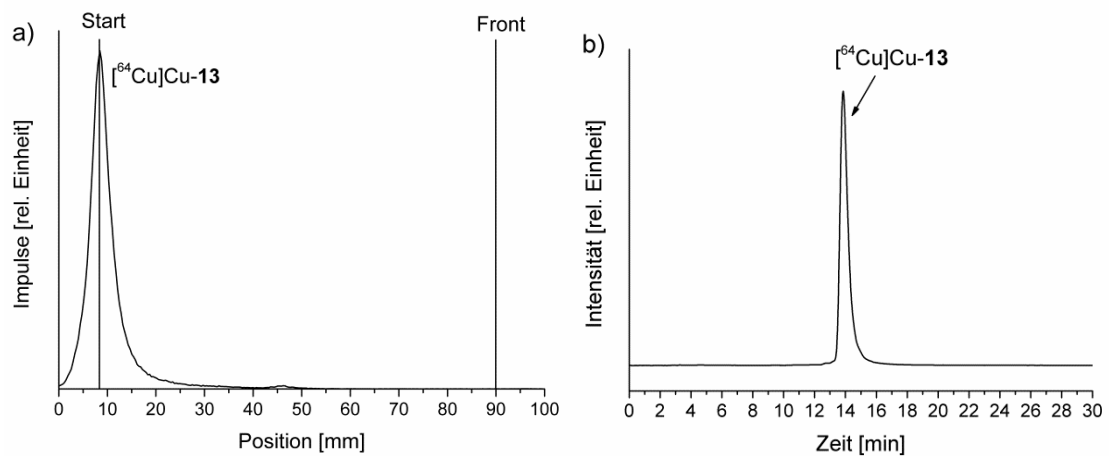 a)
Start
Front
[⁶⁴Cu]Cu-13
Impulse [rel. Einheit]
0 10 20 30 40 50 60 70 80 90 100
Position [mm]
b)
[⁶⁴Cu]Cu-13
Intensität [rel. Einheit]
0 2 4 6 8 10 12 14 16 18 20 22 24 26 28 30
Zeit [min]